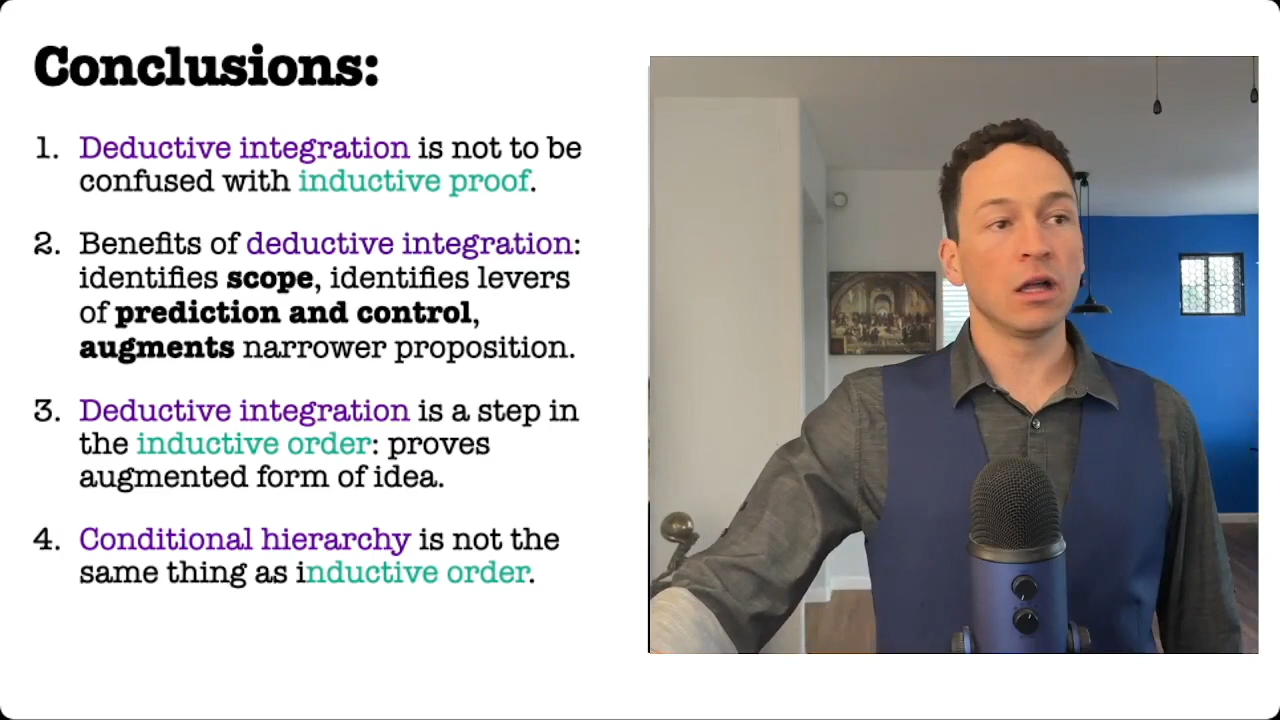 Conclusions:
1. Deductive integration is not to be
confused with inductive proof.
2. Benefits of deductive integration:
identifies scope, identifies levers
of prediction and control,
augments narrower proposition.
3. Deductive integration is a step in
the inductive order: proves
augmented form of idea.
4. Conditional hierarchy is not the
same thing as inductive order.